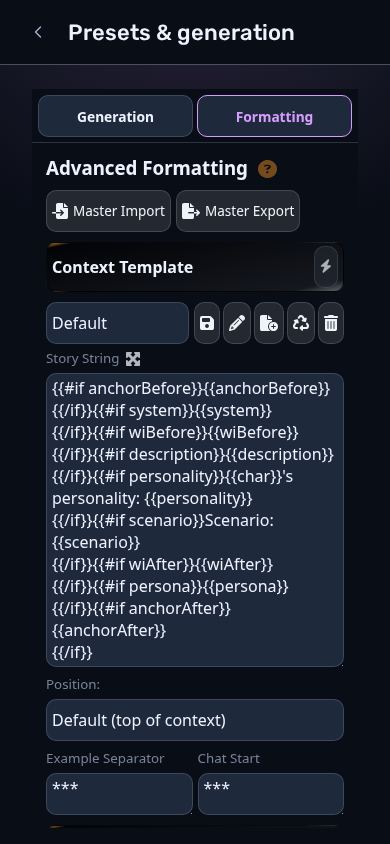 Presets & generation
Generation
Formatting
Advanced Formatting ?
Master Import
Master Export
Context Template
Default
Story String
{{#if anchorBefore}}{{anchorBefore}}
{{/if}}{{#if system}}{{system}}
{{/if}}{{#if wiBefore}}{{wiBefore}}
{{/if}}{{#if description}}{{description}}
{{/if}}{{#if personality}}{{char}}'s
personality: {{personality}}
{{/if}}{{#if scenario}}Scenario:
{{scenario}}
{{/if}}{{#if wiAfter}}{{wiAfter}}
{{/if}}{{#if persona}}{{persona}}
{{/if}}{{#if anchorAfter}}
{{anchorAfter}}
{{/if}}
Position:
Default (top of context)
Example Separator
Chat Start
***
***